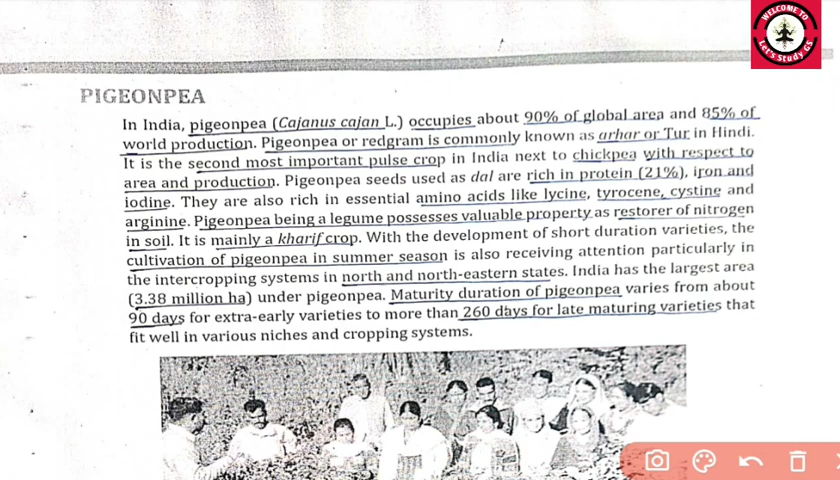 WELCOME TO
Let's Study GS
PIGEONPEA
In India, pigeonpea (Cajanus cajan L.) occupies about 90% of global area and 85% of
world production. Pigeonpea or redgram is commonly known as arhar or Tur in Hindi.
It is the second most important pulse crop in India next to chickpea with respect to
area and production. Pigeonpea seeds used as dal are rich in protein (21%), iron and
iodine. They are also rich in essential amino acids like lycine, tyrocene, cystine and
arginine. Pigeonpea being a legume possesses valuable property as restorer of nitrogen
in soil. It is mainly a kharif crop. With the development of short duration varieties, the
cultivation of pigeonpea in summer season is also receiving attention particularly in
the intercropping systems in north and north-eastern states. India has the largest area
(3.38 million ha) under pigeonpea. Maturity duration of pigeonpea varies from about
90 days for extra-early varieties to more than 260 days for late maturing varieties that
fit well in various niches and cropping systems.